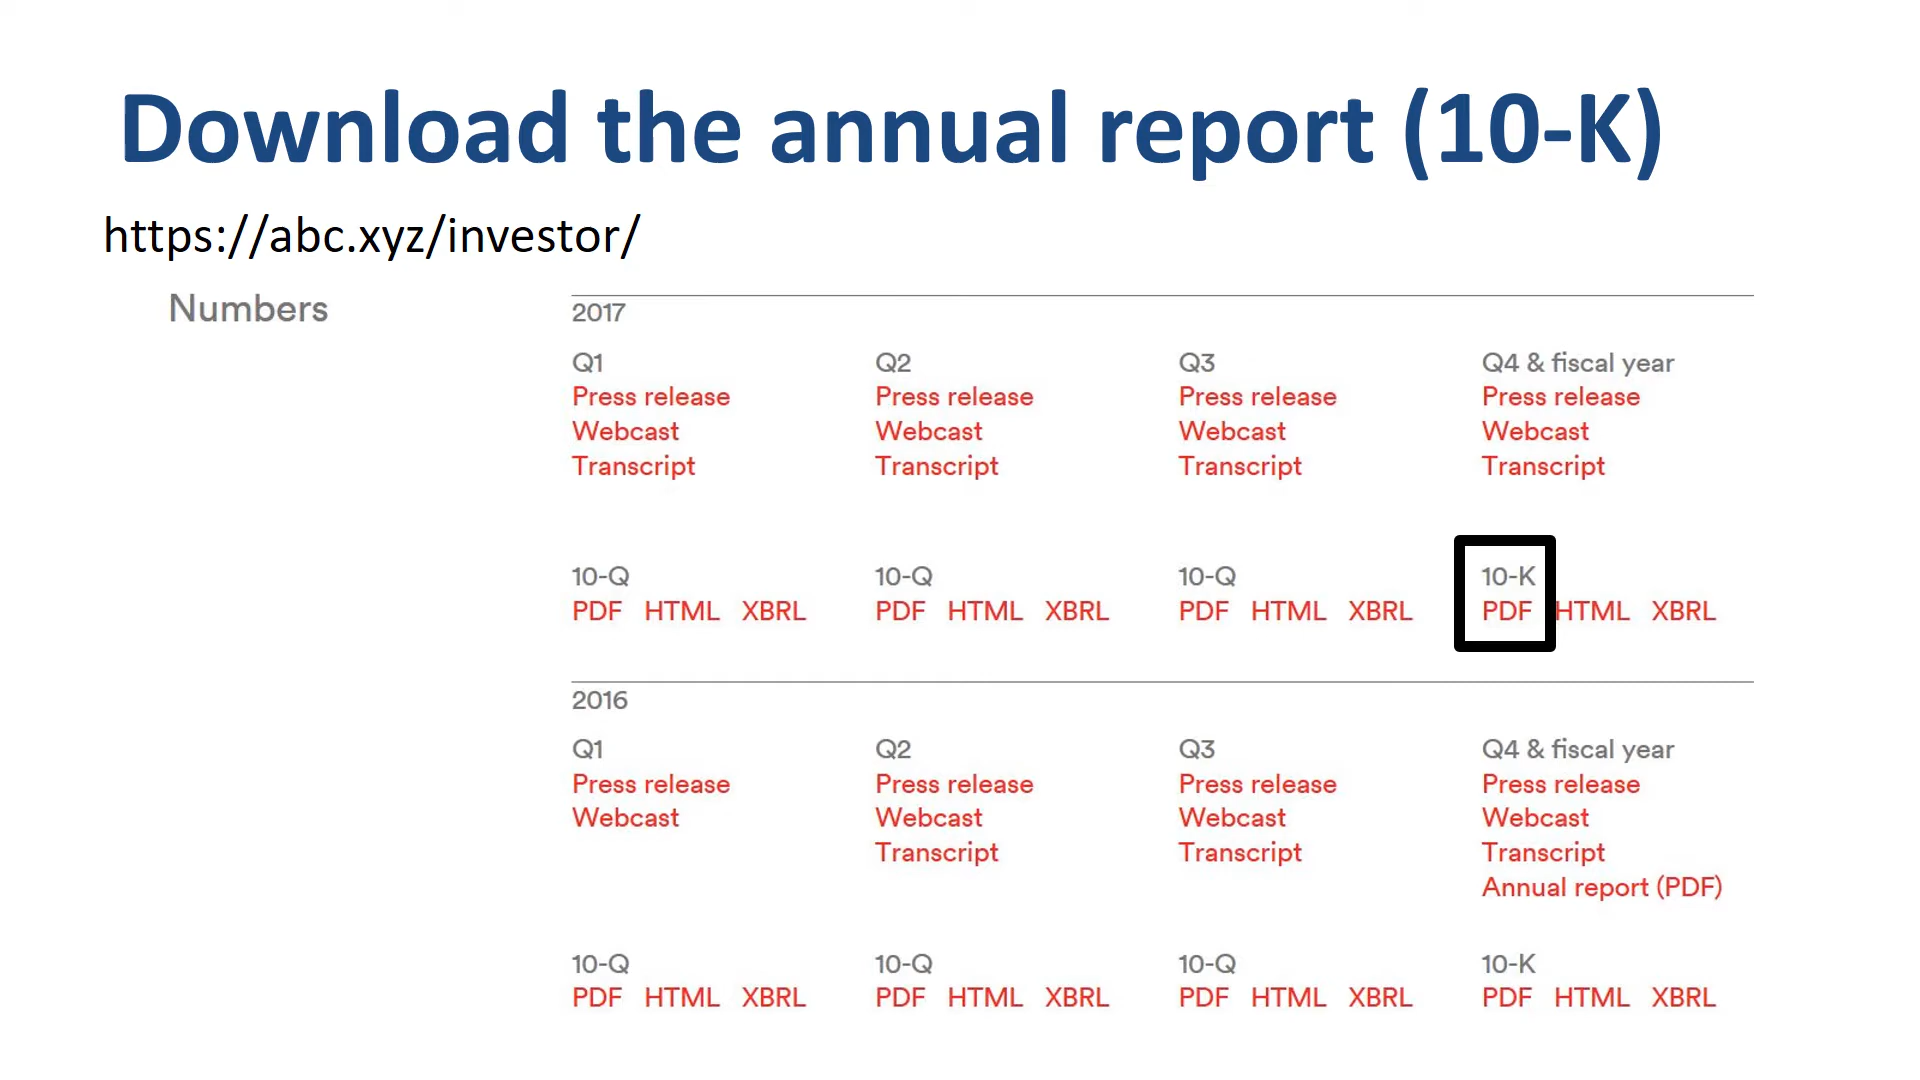 Download the annual report (10-K)
https://abc.xyz/investor/
Numbers
2017
Q1 Q2 Q3 Q4 & fiscal year
Press release Press release Press release Press release
Webcast Webcast Webcast Webcast
Transcript Transcript Transcript Transcript
10-Q 10-Q 10-Q 10-K
PDF HTML XBRL PDF HTML XBRL PDF HTML XBRL PDF HTML XBRL
2016
Q1 Q2 Q3 Q4 & fiscal year
Press release Press release Press release Press release
Webcast Webcast Webcast Webcast
Transcript Transcript Transcript
Annual report (PDF)
10-Q 10-Q 10-Q 10-K
PDF HTML XBRL PDF HTML XBRL PDF HTML XBRL PDF HTML XBRL